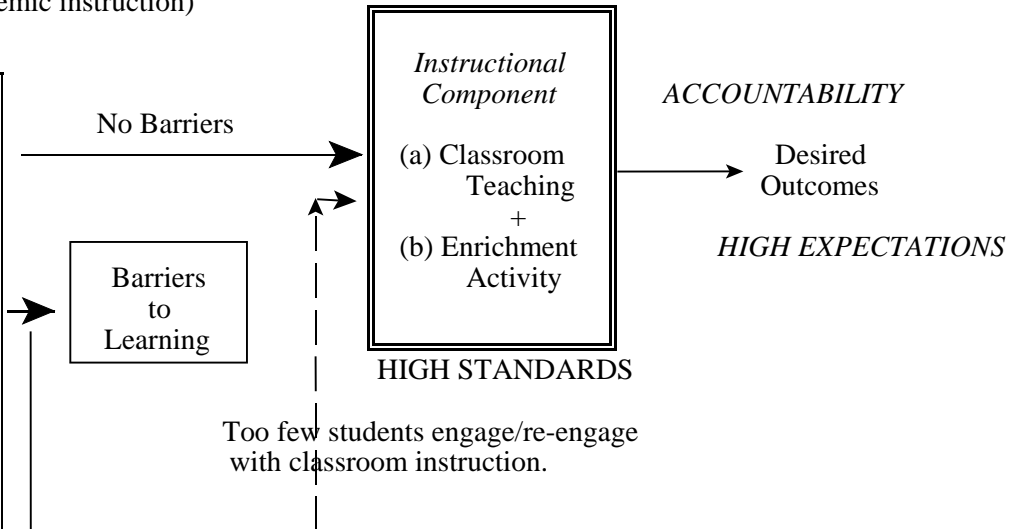 instruction)
Instructional
Component
ACCOUNTABILITY
No Barriers
(a) Classroom
Teaching
+
(b) Enrichment
Activity
Desired
Outcomes
HIGH EXPECTATIONS
Barriers
to
Learning
HIGH STANDARDS
Too few students engage/re-engage
with classroom instruction.